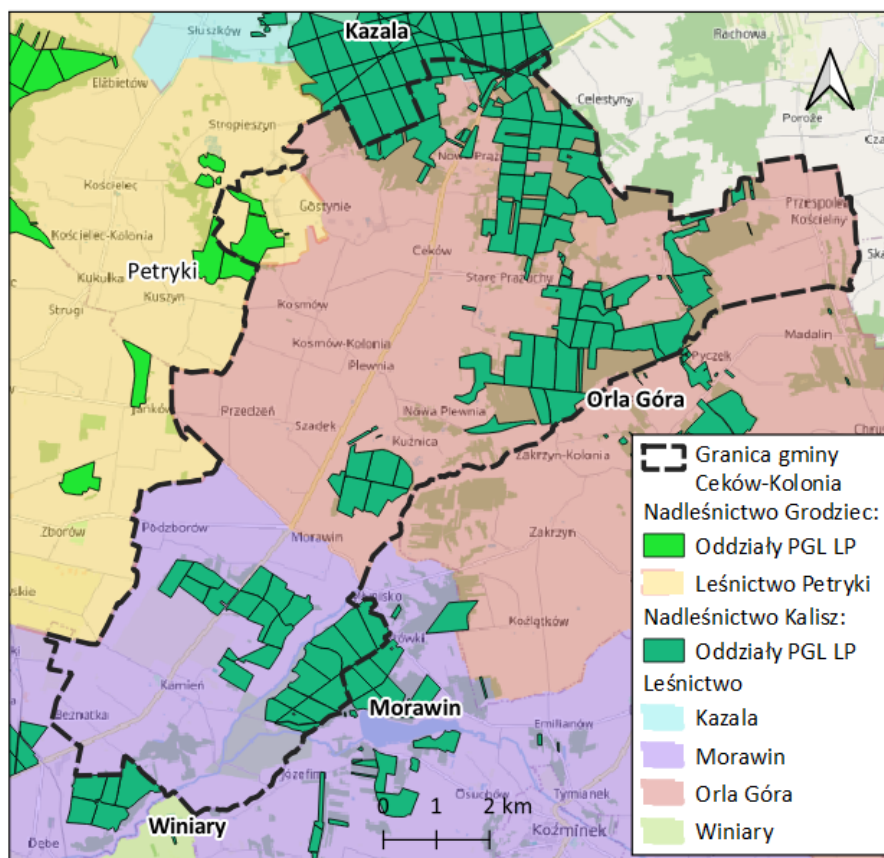 Słuszków
Kazala
Rachowa
Elżbietów
Celestyny
Stropieszyn
Poroże
Kościelec
Gostynie
Przespolew
Kościelny
Kościelec-Kolonia
Ceków
Kukułka
Petryki
Stare Prażuchy
Kuszyn
Strugi
Kosmów
Madalin
Kosmów-Kolonia
Plewnia
Pyczek
Janków
Przedzeń
Nowa Plewnia
Orla Góra
Szadek
Kuźnica
Zakrzyn-Kolonia
Zborów
Podzborów
Morawin
Zakrzyn
Koźlątków
Kamień
Morawin
Beznatka
Emilianów
Józefina
Osuchów
Tymianek
Winiary
Dębe
Koźminek
0 1 2 km
Granica gminy
Ceków-Kolonia
Nadleśnictwo Grodziec:
Oddziały PGL LP
Leśnictwo Petryki
Nadleśnictwo Kalisz:
Oddziały PGL LP
Leśnictwo
Kazala
Morawin
Orla Góra
Winiary